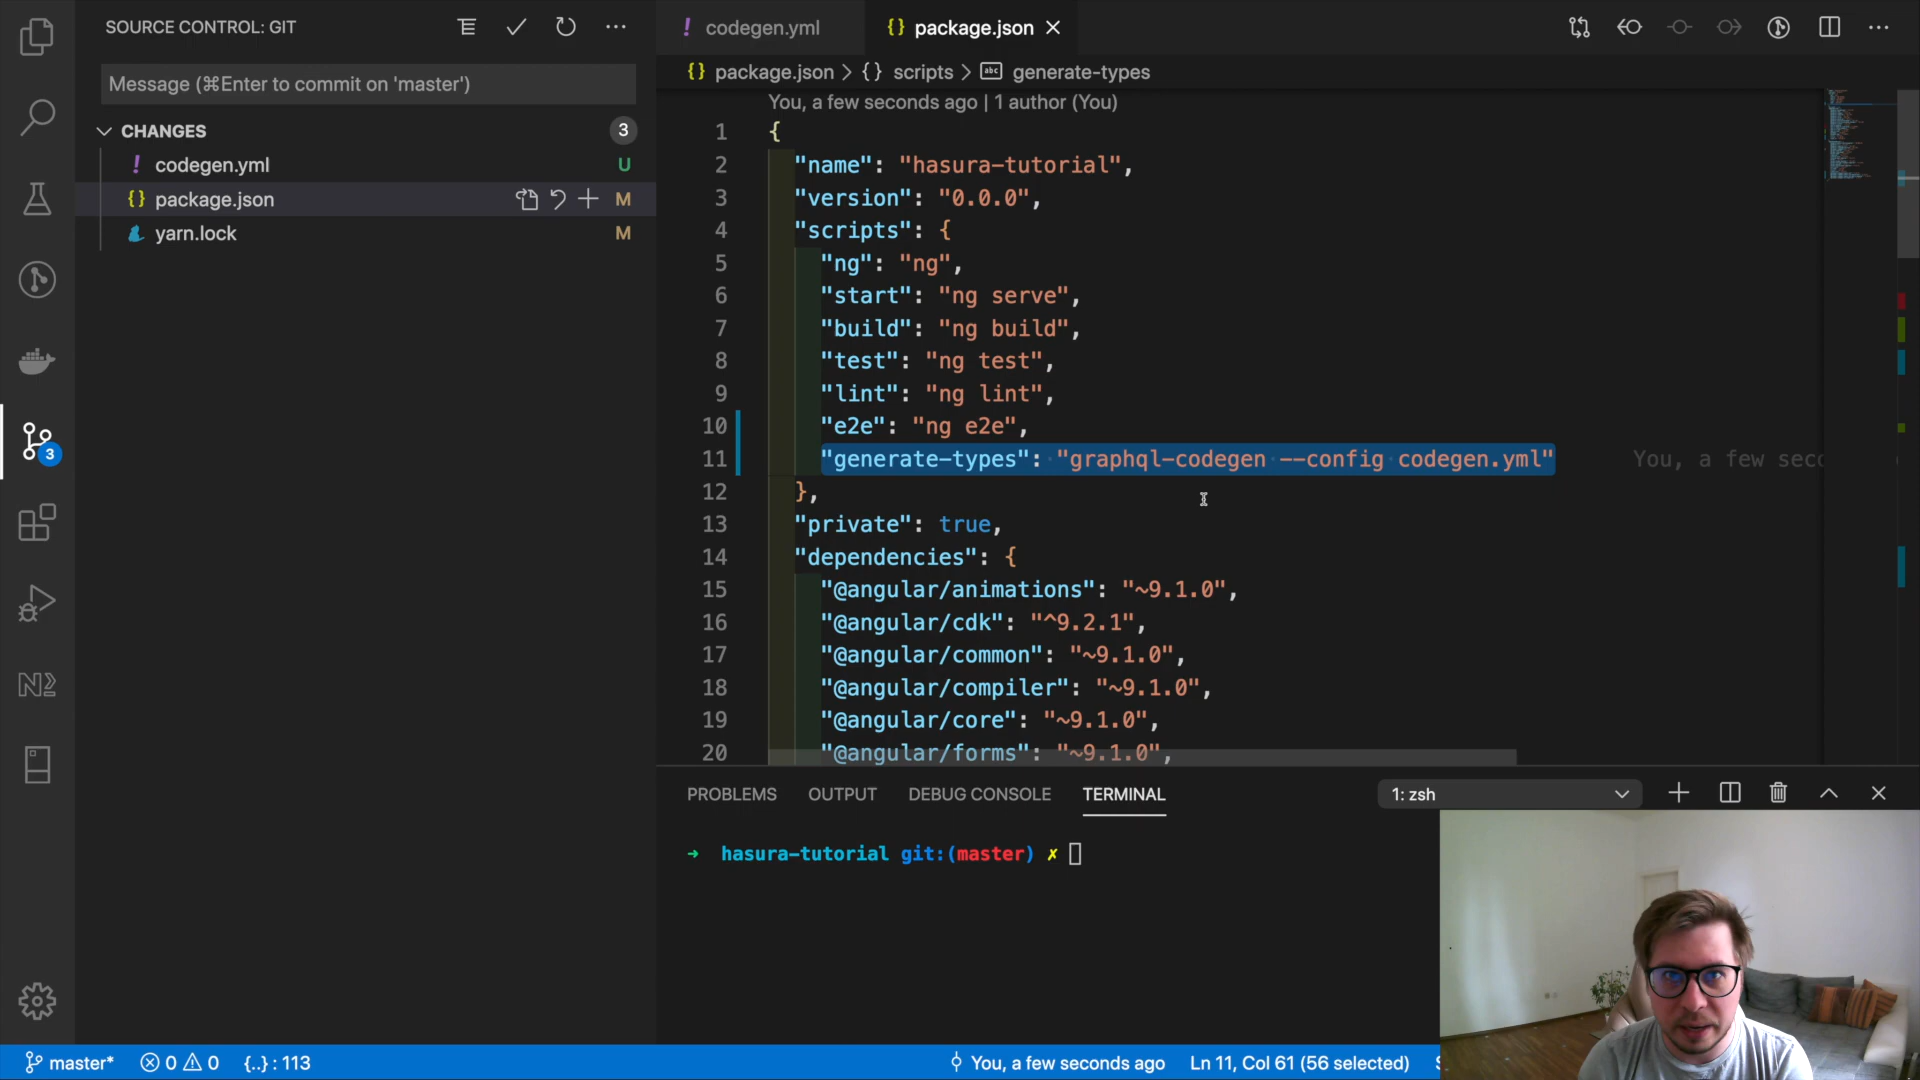 SOURCE CONTROL: GIT
Message (⌘Enter to commit on 'master')
CHANGES
3
codegen.yml
U
package.json
M
yarn.lock
M
3
codegen.yml
package.json
package.json > {} scripts > abc generate-types
You, a few seconds ago | 1 author (You)
1 {
2 "name": "hasura-tutorial",
3 "version": "0.0.0",
4 "scripts": {
5 "ng": "ng",
6 "start": "ng serve",
7 "build": "ng build",
8 "test": "ng test",
9 "lint": "ng lint",
10 "e2e": "ng e2e",
11 "generate-types": "graphql-codegen --config codegen.yml" You, a few sec
12 },
13 "private": true,
14 "dependencies": {
15 "@angular/animations": "~9.1.0",
16 "@angular/cdk": "^9.2.1",
17 "@angular/common": "~9.1.0",
18 "@angular/compiler": "~9.1.0",
19 "@angular/core": "~9.1.0",
20 "@angular/forms": "~9.1.0",
PROBLEMS OUTPUT DEBUG CONSOLE TERMINAL
1: zsh
→ hasura-tutorial git:(master) ✗
master* 0 0 {..} : 113
You, a few seconds ago Ln 11, Col 61 (56 selected)